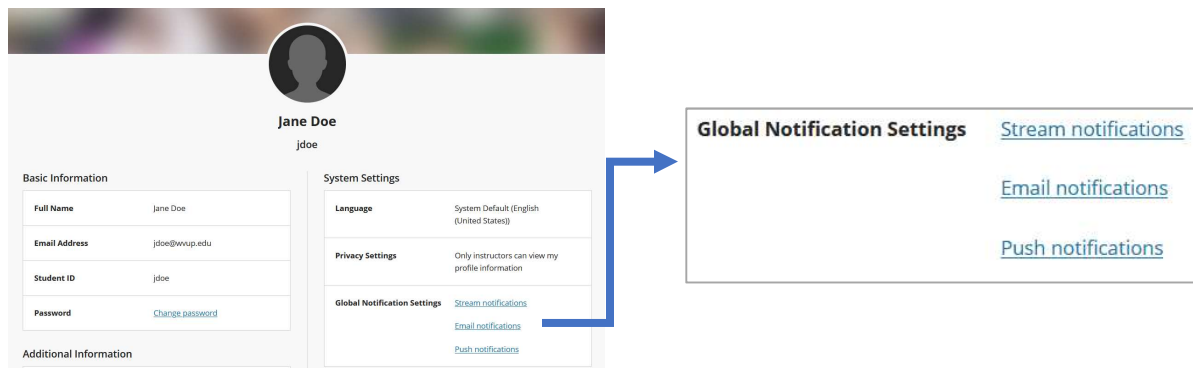 Jane Doe
jdoe
Basic Information
Full Name Jane Doe
Email Address jdoe@wvup.edu
Student ID jdoe
Password Change password
Additional Information
System Settings
Language System Default (English
(United States))
Privacy Settings Only instructors can view my
profile information
Global Notification Settings Stream notifications
Email notifications
Push notifications
Global Notification Settings Stream notifications
Email notifications
Push notifications